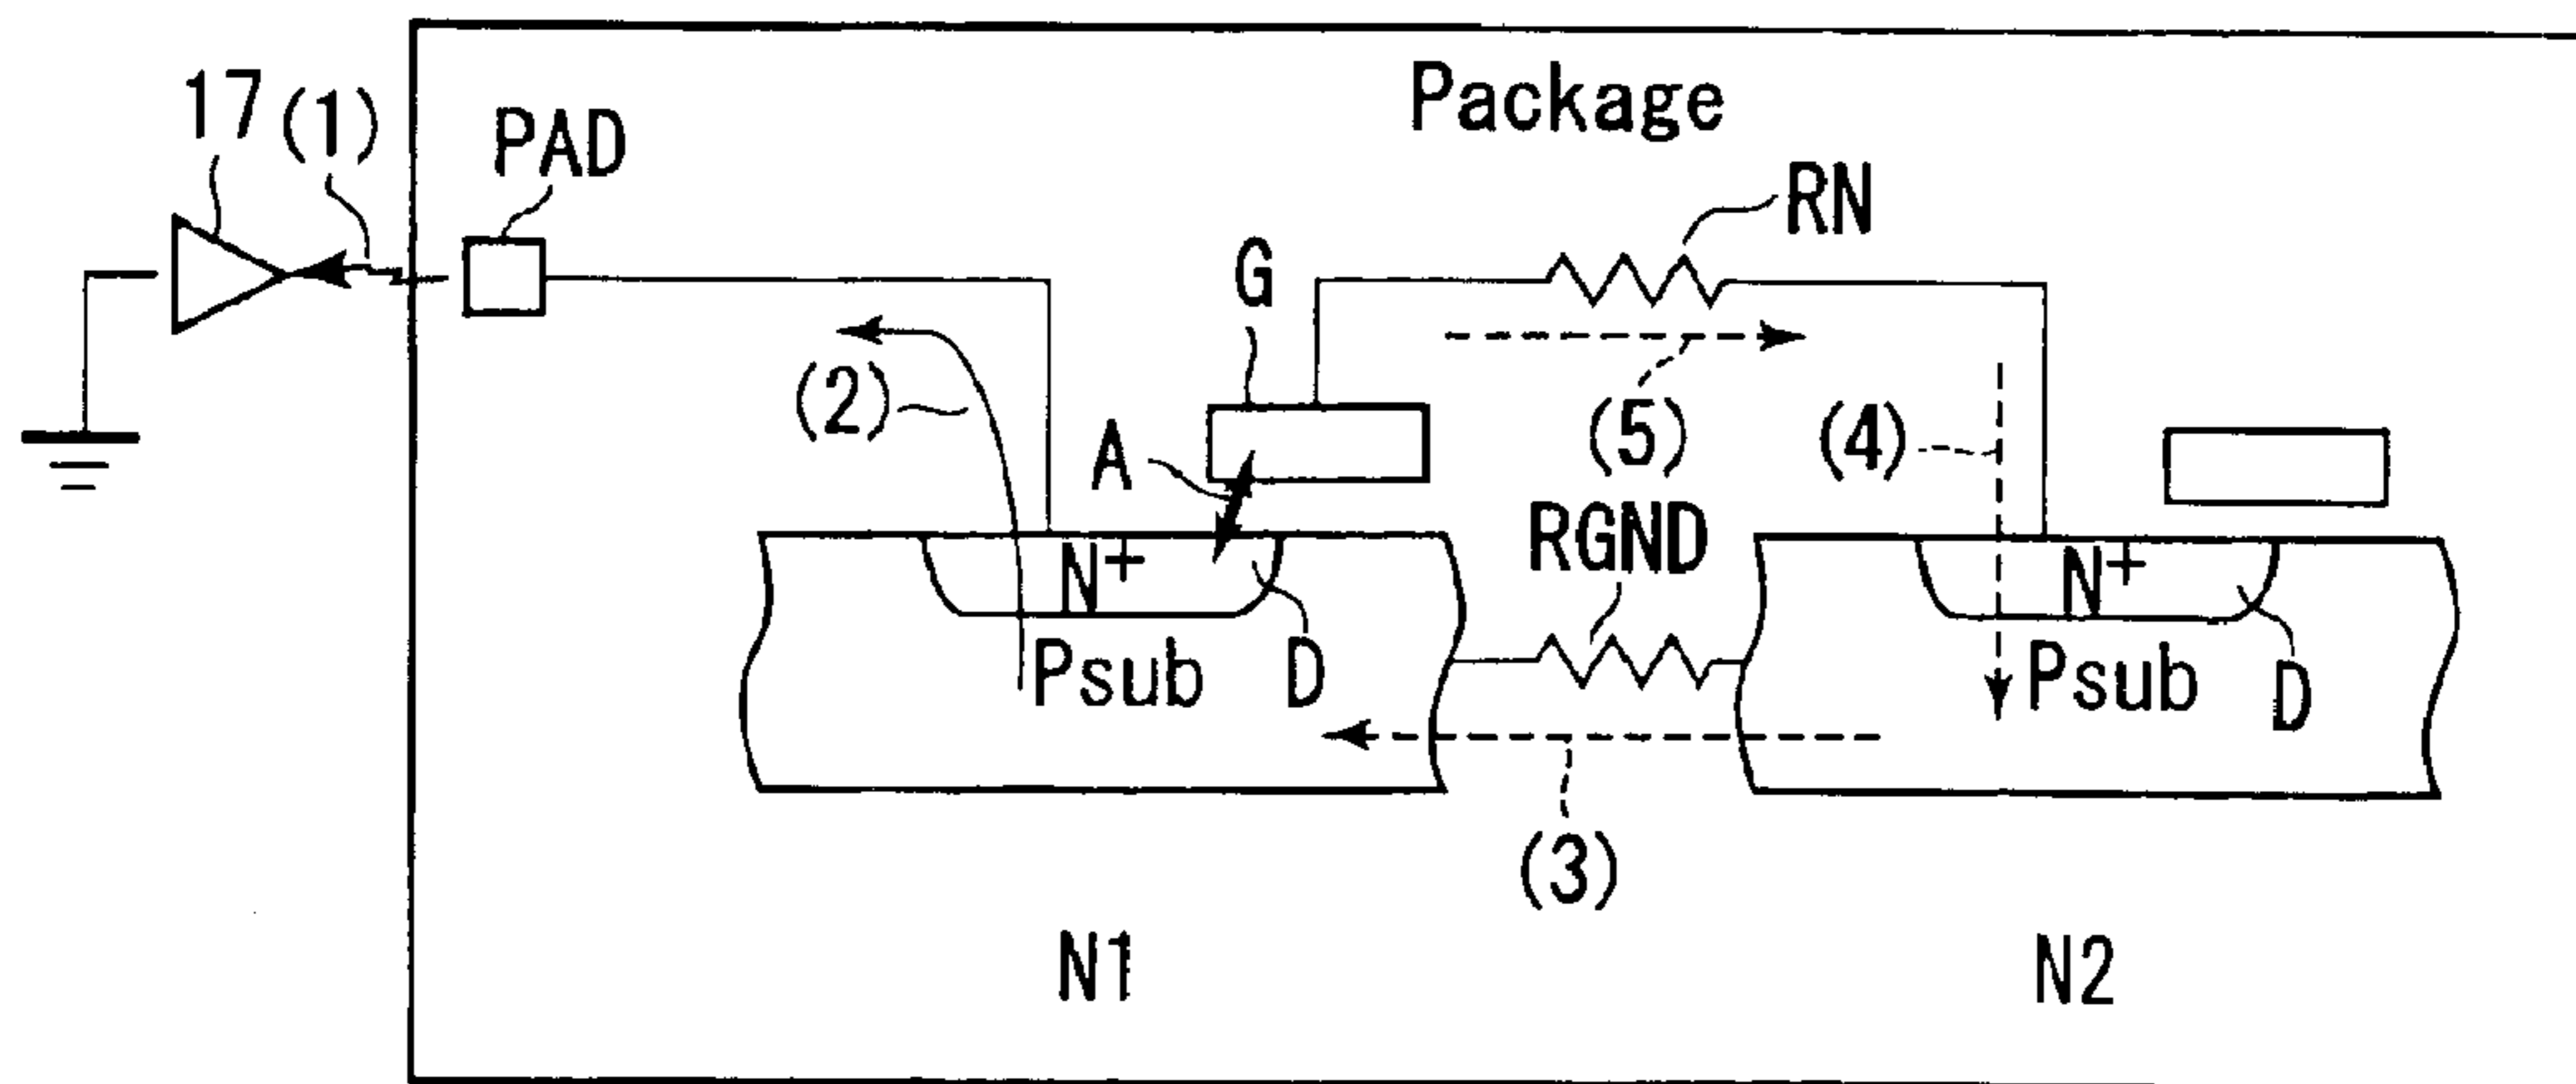 Package
17
(1)
PAD
RN
G
(2)
A
(5)
(4)
RGND
N+
N+
Psub
D
Psub
D
(3)
N1
N2